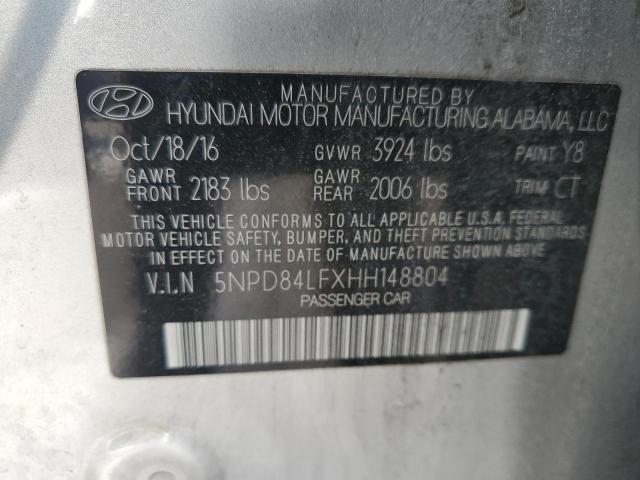 MANUFACTURED BY
HYUNDAI MOTOR MANUFACTURING ALABAMA, LLC
Oct/18/16 GVWR 3924 lbs PAINT Y8
GAWR FRONT 2183 lbs GAWR REAR 2006 lbs TRIM CT
THIS VEHICLE CONFORMS TO ALL APPLICABLE U.S.A. FEDERAL
MOTOR VEHICLE SAFETY, BUMPER, AND THEFT PREVENTION STANDARDS
IN EFFECT ON THE DATE OF MANUFACTURE SHOWN ABOVE.
V.I.N 5NPD84LFXHH148804
PASSENGER CAR